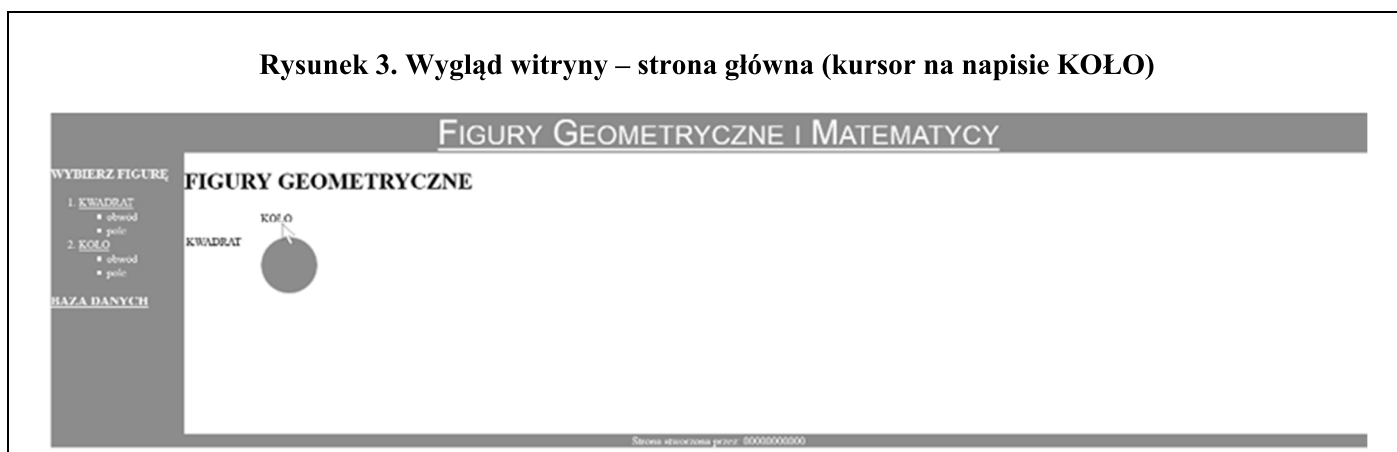 Rysunek 3. Wygląd witryny – strona główna (kursor na napisie KOŁO)
FIGURY GEOMETRYCZNE I MATEMATYCY
WYBIERZ FIGURĘ
1. KWADRAT
▪ obwód
▪ pole
2. KOŁO
▪ obwód
▪ pole
BAZA DANYCH
FIGURY GEOMETRYCZNE
KOŁO
KWADRAT
Strona stworzona przez: 00000000000